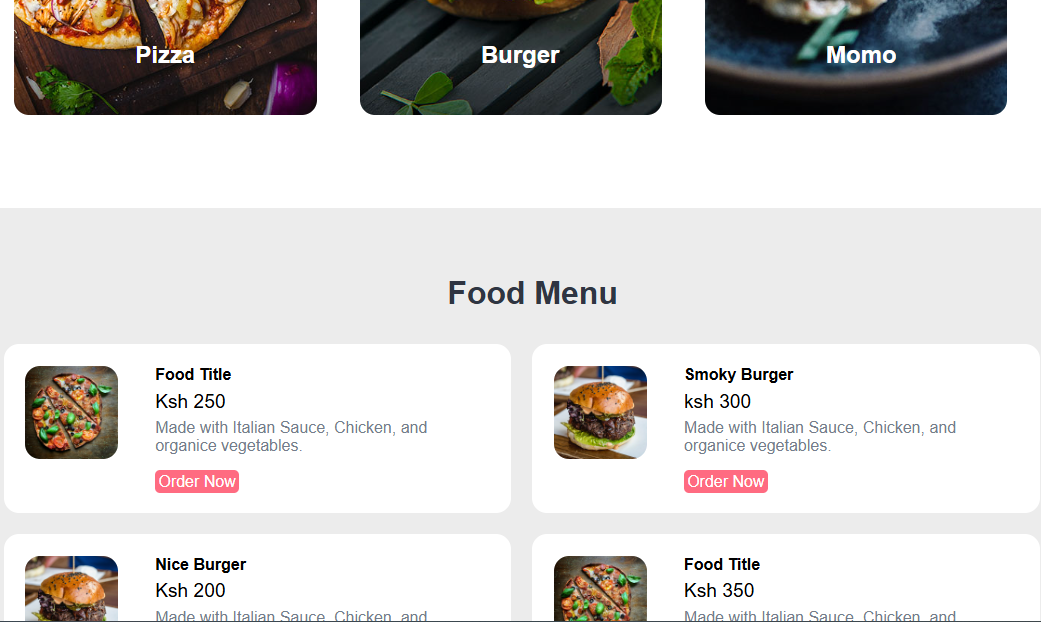 Pizza
Burger
Momo
Food Menu
Food Title
Ksh 250
Made with Italian Sauce, Chicken, and
organice vegetables.
Order Now
Smoky Burger
ksh 300
Made with Italian Sauce, Chicken, and
organice vegetables.
Order Now
Nice Burger
Ksh 200
Made with Italian Sauce, Chicken, and
Food Title
Ksh 350
Made with Italian Sauce, Chicken, and